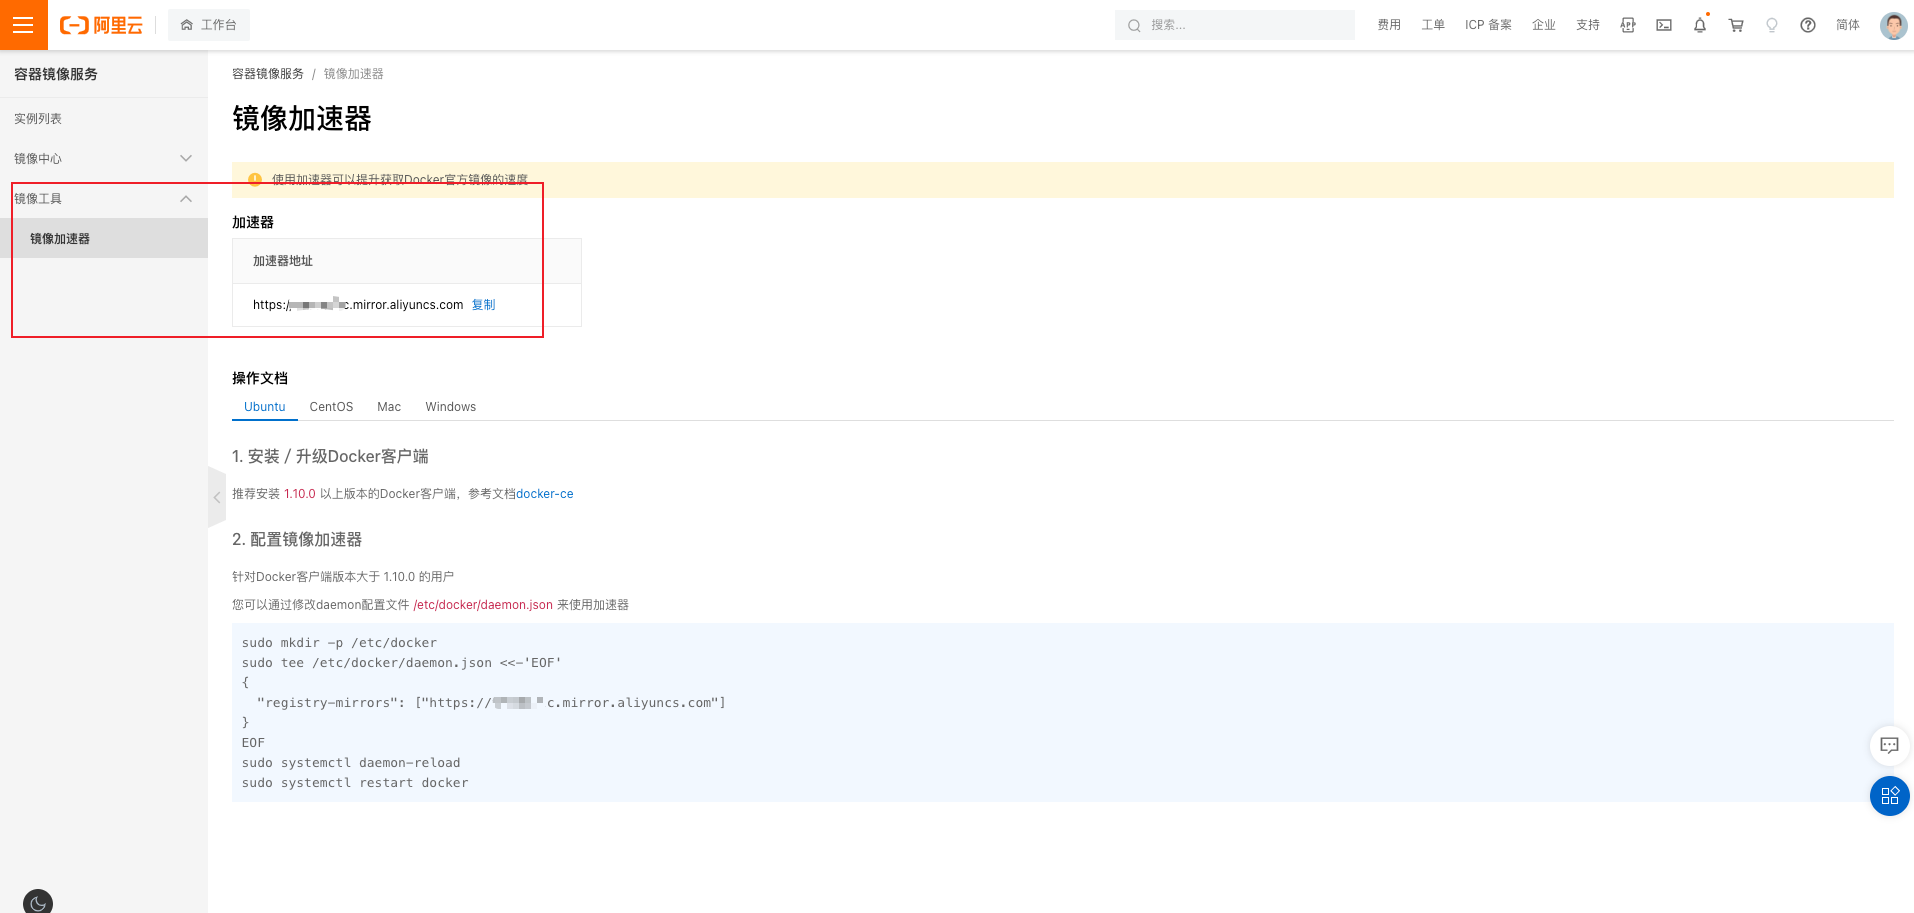 阿里云
工作台
搜索...
费用
工单
ICP 备案
企业
支持
简体
容器镜像服务
实例列表
镜像中心
镜像工具
镜像加速器
容器镜像服务 / 镜像加速器
镜像加速器
使用加速器可以提升获取Docker官方镜像的速度
加速器
加速器地址
https:/ c.mirror.aliyuncs.com 复制
操作文档
Ubuntu CentOS Mac Windows
1. 安装 / 升级Docker客户端
推荐安装 1.10.0 以上版本的Docker客户端，参考文档docker-ce
2. 配置镜像加速器
针对Docker客户端版本大于 1.10.0 的用户
您可以通过修改daemon配置文件 /etc/docker/daemon.json 来使用加速器
sudo mkdir -p /etc/docker
sudo tee /etc/docker/daemon.json <<-'EOF'
{
  "registry-mirrors": ["https:// c.mirror.aliyuncs.com"]
}
EOF
sudo systemctl daemon-reload
sudo systemctl restart docker